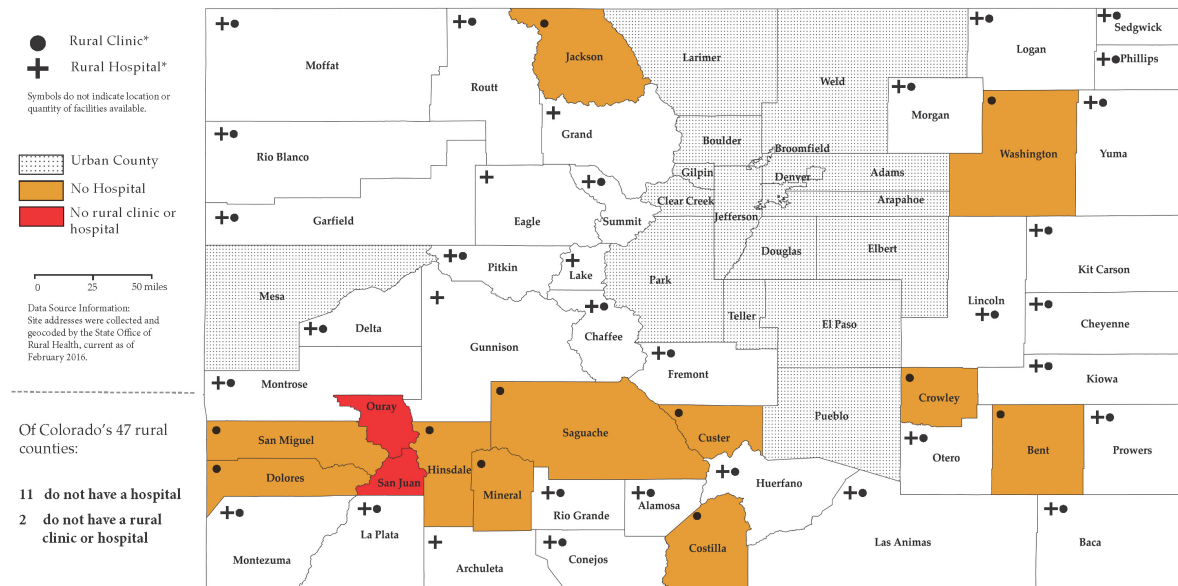 Rural Clinic*
Rural Hospital*
Symbols do not indicate location or
quantity of facilities available.
Urban County
No Hospital
No rural clinic or
hospital
0 25 50 miles
Data Source Information:
Site addresses were collected and
geocoded by the State Office of
Rural Health, current as of
February 2016.
Of Colorado's 47 rural
counties:
11 do not have a hospital
2 do not have a rural
clinic or hospital
Moffat
Routt
Jackson
Larimer
Weld
Logan
Sedgwick
Phillips
Morgan
Rio Blanco
Grand
Boulder
Broomfield
Washington
Yuma
Gilpin
Denver
Adams
Garfield
Eagle
Summit
Clear Creek
Jefferson
Arapahoe
Douglas
Elbert
Pitkin
Lake
Park
Kit Carson
Mesa
Delta
Gunnison
Chaffee
Teller
El Paso
Lincoln
Cheyenne
Montrose
Fremont
Kiowa
Ouray
Pueblo
Crowley
San Miguel
Saguache
Custer
Otero
Bent
Prowers
Dolores
San Juan
Hinsdale
Mineral
Huerfano
Rio Grande
Alamosa
Montezuma
La Plata
Archuleta
Conejos
Costilla
Las Animas
Baca